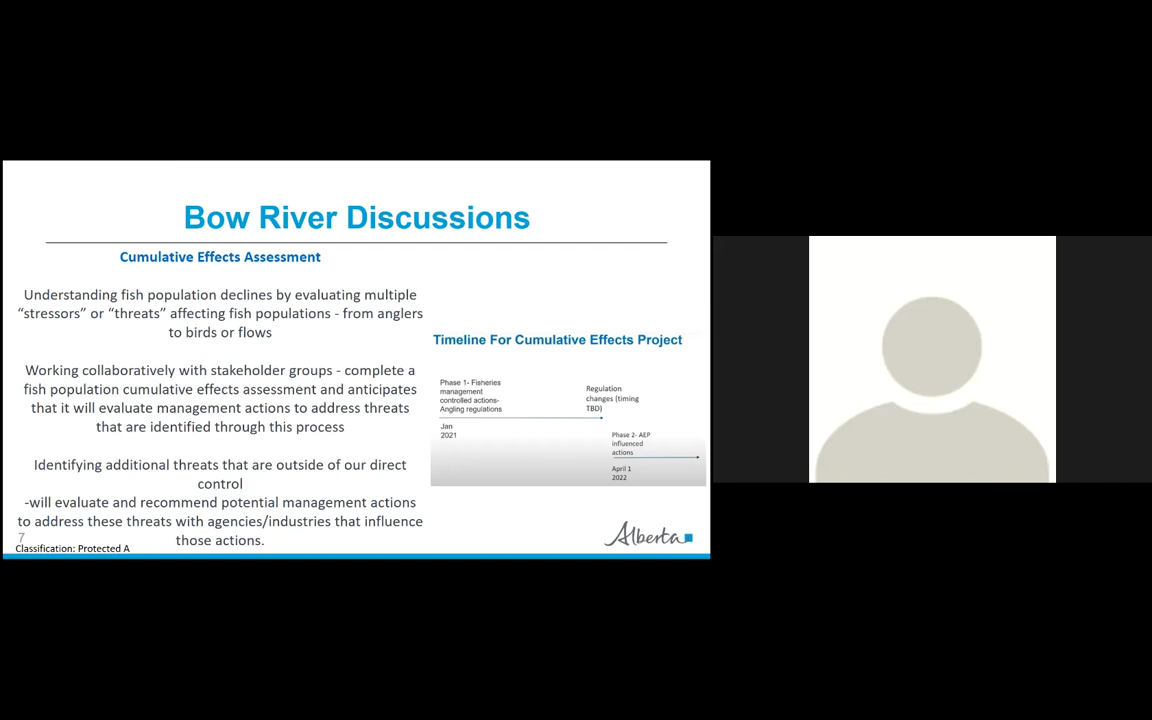 Bow River Discussions
Cumulative Effects Assessment
Understanding fish population declines by evaluating multiple
“stressors” or “threats” affecting fish populations - from anglers
to birds or flows
Working collaboratively with stakeholder groups - complete a
fish population cumulative effects assessment and anticipates
that it will evaluate management actions to address threats
that are identified through this process
Identifying additional threats that are outside of our direct
control
-will evaluate and recommend potential management actions
to address these threats with agencies/industries that influence
those actions.
7
Classification: Protected A
Timeline For Cumulative Effects Project
Phase 1- Fisheries
management
controlled actions-
Angling regulations
Jan
2021
Regulation
changes (timing
TBD)
Phase 2- AEP
influenced
actions
April 1
2022
Alberta